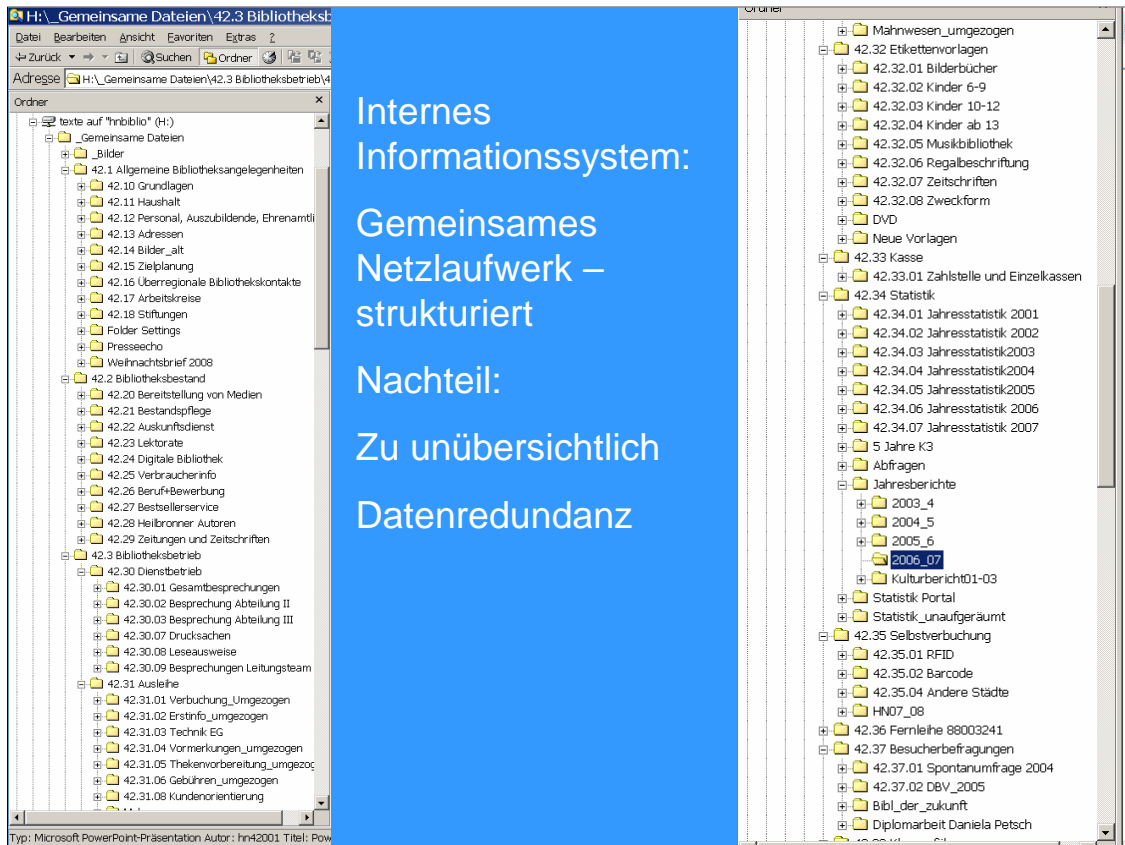 H:\_Gemeinsame Dateien\42.3 Bibliotheksb
Datei Bearbeiten Ansicht Favoriten Extras ?
Zurück Suchen Ordner
Adresse H:\_Gemeinsame Dateien\42.3 Bibliotheksbetrieb\4
Ordner
texte auf "hnbiblio" (H:)
_Gemeinsame Dateien
_Bilder
42.1 Allgemeine Bibliotheksangelegenheiten
42.10 Grundlagen
42.11 Haushalt
42.12 Personal, Auszubildende, Ehrenamtli
42.13 Adressen
42.14 Bilder_alt
42.15 Zielplanung
42.16 Überregionale Bibliothekskontakte
42.17 Arbeitskreise
42.18 Stiftungen
Folder Settings
Presseecho
Weihnachtsbrief 2008
42.2 Bibliotheksbestand
42.20 Bereitstellung von Medien
42.21 Bestandspflege
42.22 Auskunftsdienst
42.23 Lektorate
42.24 Digitale Bibliothek
42.25 Verbraucherinfo
42.26 Beruf+Bewerbung
42.27 Bestsellerservice
42.28 Heilbronner Autoren
42.29 Zeitungen und Zeitschriften
42.3 Bibliotheksbetrieb
42.30 Dienstbetrieb
42.30.01 Gesamtbesprechungen
42.30.02 Besprechung Abteilung II
42.30.03 Besprechung Abteilung III
42.30.07 Drucksachen
42.30.08 Leseausweise
42.30.09 Besprechungen Leitungsteam
42.31 Ausleihe
42.31.01 Verbuchung_Umgezogen
42.31.02 Erstinfo_umgezogen
42.31.03 Technik EG
42.31.04 Vormerkungen_umgezogen
42.31.05 Thekenvorbereitung_umgezog
42.31.06 Gebühren_umgezogen
42.31.08 Kundenorientierung
Typ: Microsoft PowerPoint-Präsentation Autor: hn42001 Titel: Pow
Internes
Informationssystem:
Gemeinsames
Netzlaufwerk –
strukturiert
Nachteil:
Zu unübersichtlich
Datenredundanz
Ordner
Mahnwesen_umgezogen
42.32 Etikettenvorlagen
42.32.01 Bilderbücher
42.32.02 Kinder 6-9
42.32.03 Kinder 10-12
42.32.04 Kinder ab 13
42.32.05 Musikbibliothek
42.32.06 Regalbeschriftung
42.32.07 Zeitschriften
42.32.08 Zweckform
DVD
Neue Vorlagen
42.33 Kasse
42.33.01 Zahlstelle und Einzelkassen
42.34 Statistik
42.34.01 Jahresstatistik 2001
42.34.02 Jahresstatistik 2002
42.34.03 Jahresstatistik2003
42.34.04 Jahresstatistik2004
42.34.05 Jahresstatistik2005
42.34.06 Jahresstatistik 2006
42.34.07 Jahresstatistik 2007
5 Jahre K3
Abfragen
Jahresberichte
2003_4
2004_5
2005_6
2006_07
Kulturbericht01-03
Statistik Portal
Statistik_unaufgeräumt
42.35 Selbstverbuchung
42.35.01 RFID
42.35.02 Barcode
42.35.04 Andere Städte
HN07_08
42.36 Fernleihe 88003241
42.37 Besucherbefragungen
42.37.01 Spontanumfrage 2004
42.37.02 DBV_2005
Bibl_der_zukunft
Diplomarbeit Daniela Petsch